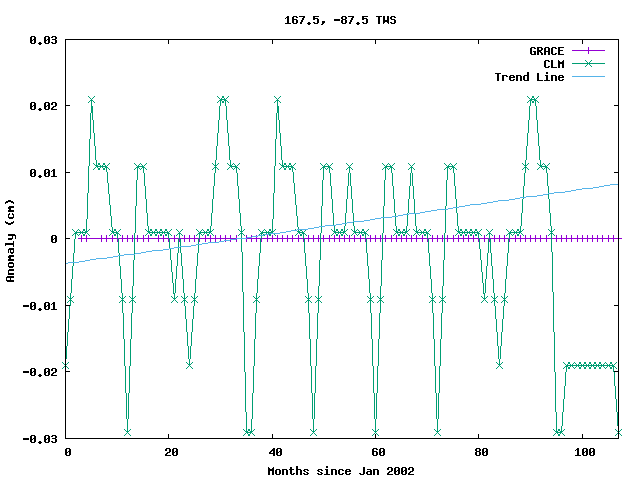 167.5, -87.5 TWS
GRACE
CLM
Trend Line
0.03
0.02
0.01
0
-0.01
-0.02
-0.03
Anomaly (cm)
0 20 40 60 80 100
Months since Jan 2002